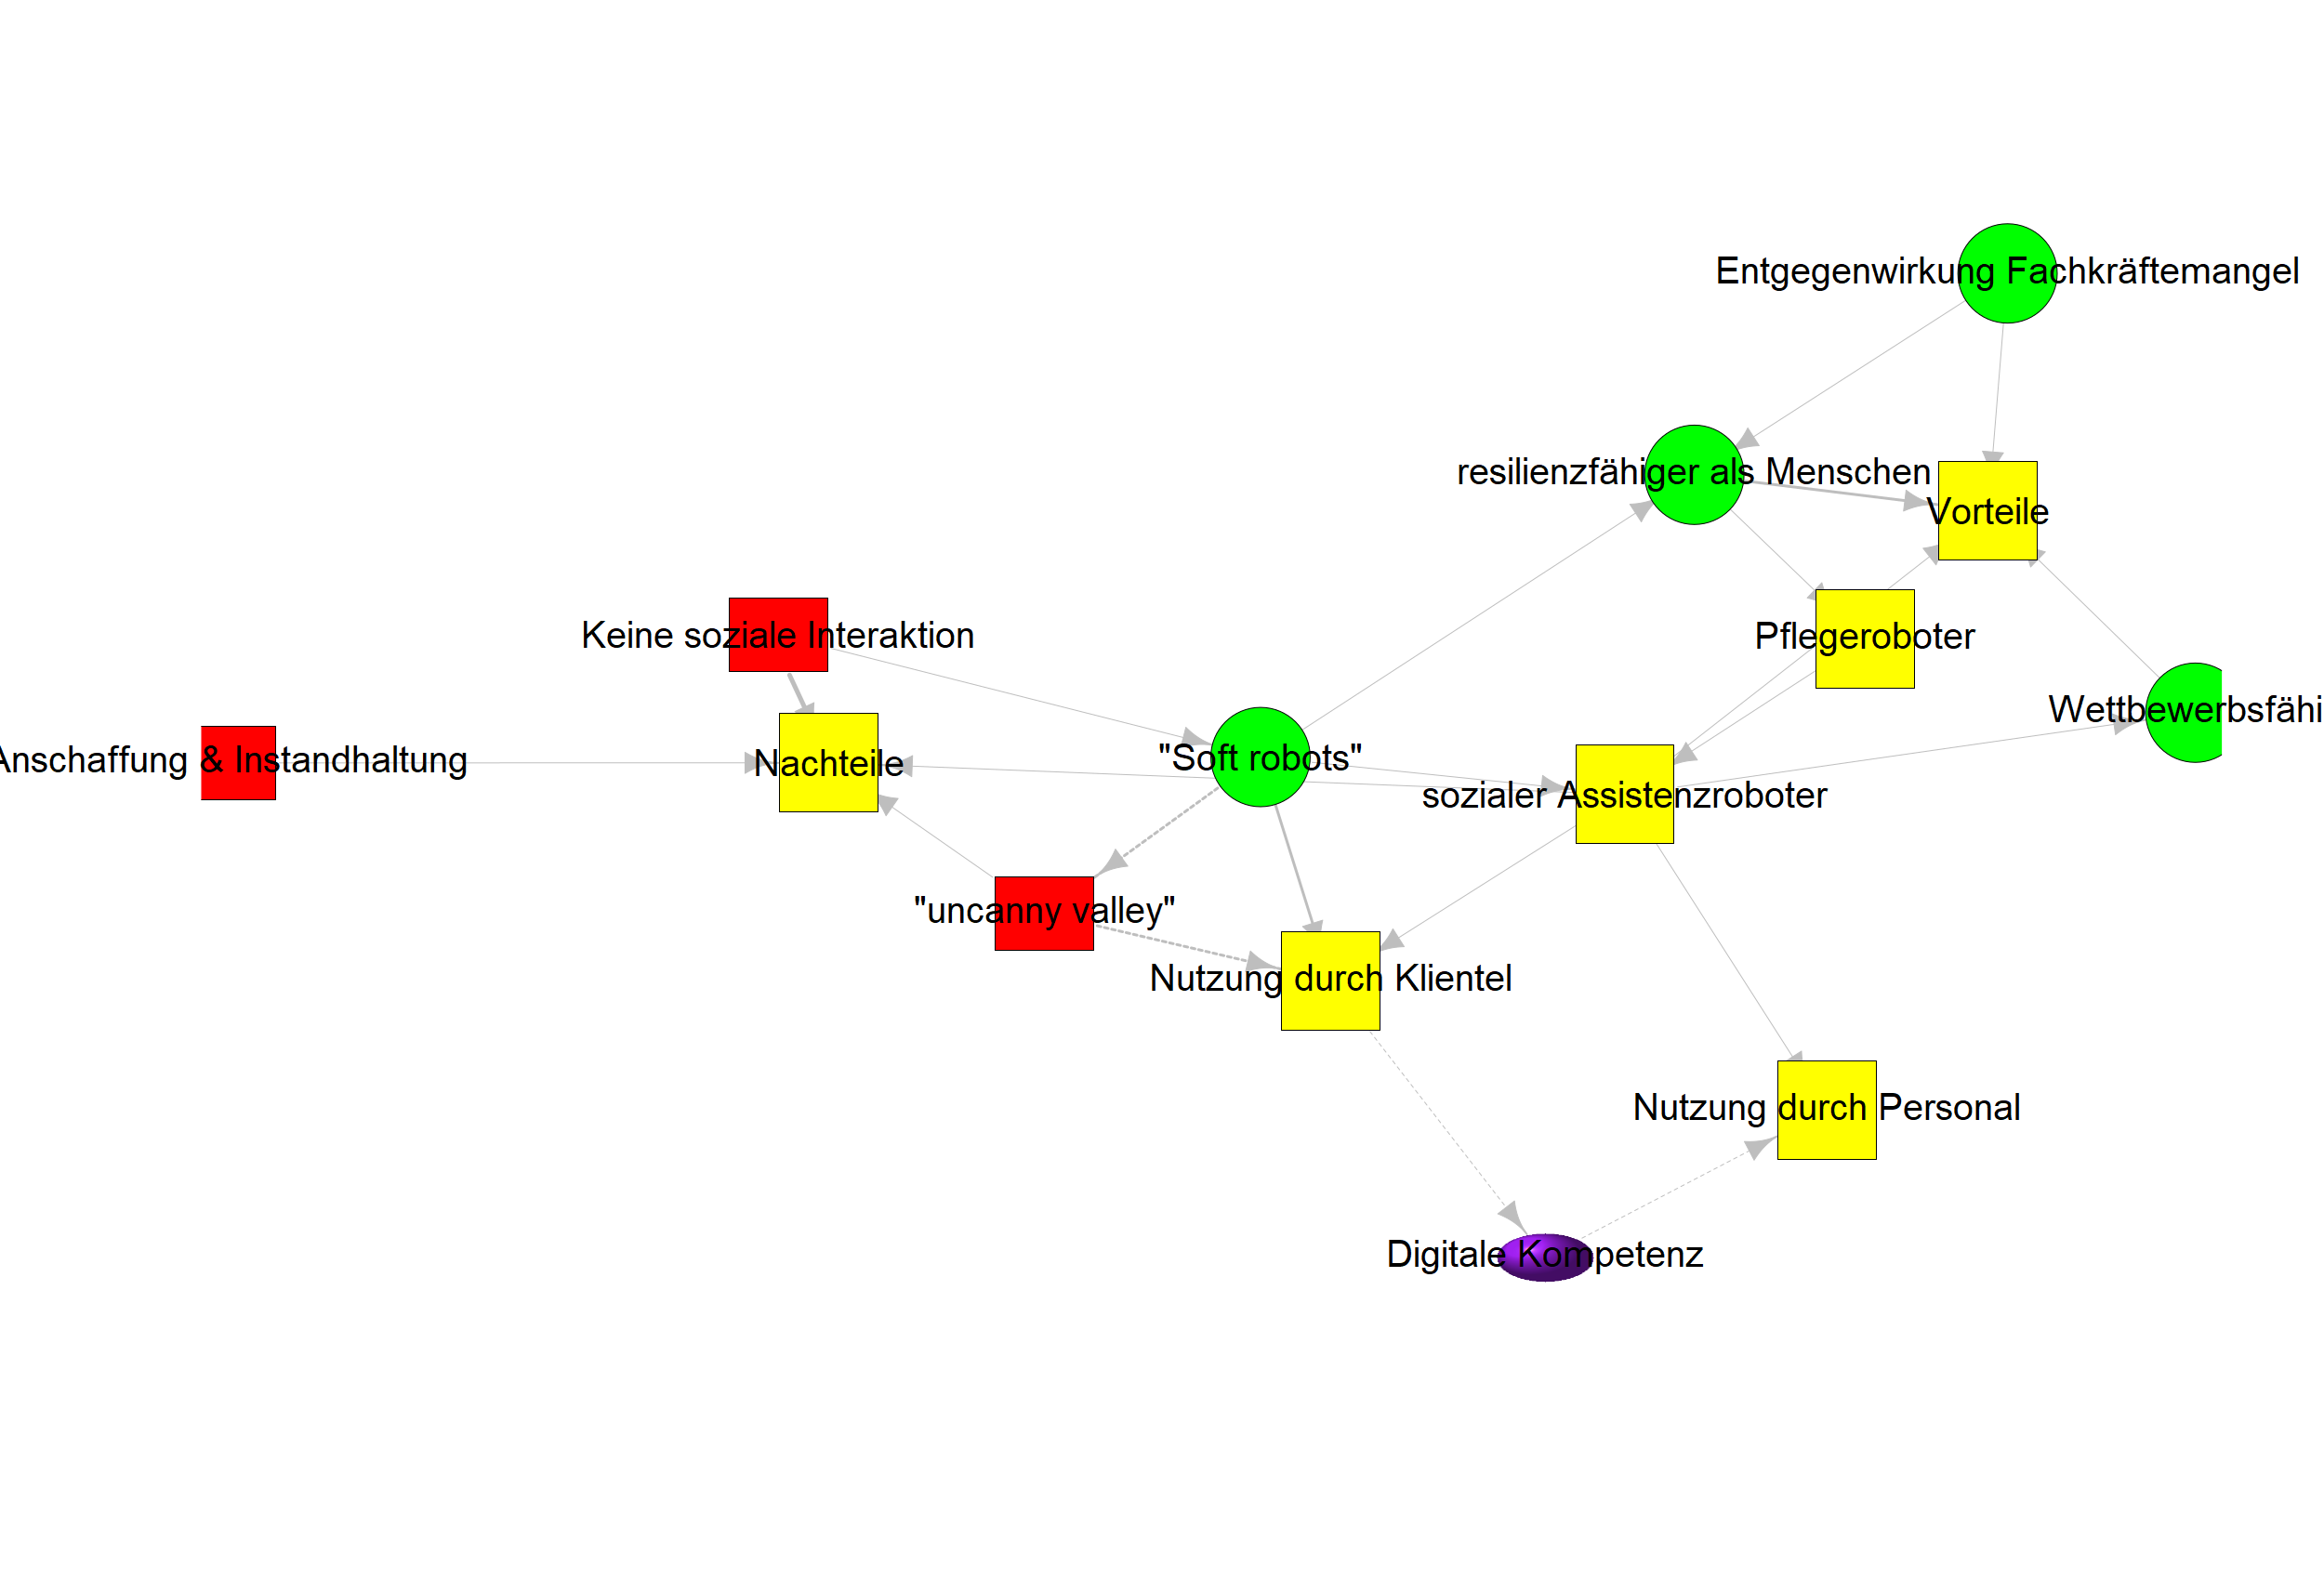 Entgegenwirkung Fachkräftemangel
resilienzfähiger als Menschen
Vorteile
Keine soziale Interaktion
Pflegeroboter
Wettbewerbsfähi
Anschaffung & Instandhaltung
Nachteile
"Soft robots"
sozialer Assistenzroboter
"uncanny valley"
Nutzung durch Klientel
Nutzung durch Personal
Digitale Kompetenz